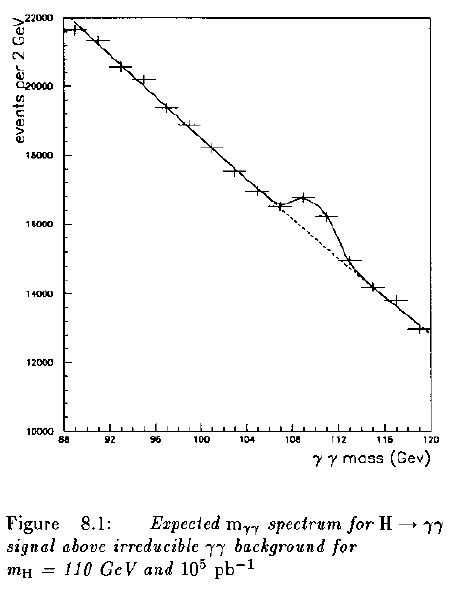 events per 2 GeV
22000
20000
18000
16000
14000
12000
10000
88 92 96 100 104 108 112 116 120
γ γ mass (Gev)
Figure 8.1: Expected mγγ spectrum for H → γγ
signal above irreducible γγ background for
mH = 110 GeV and 10⁵ pb⁻¹